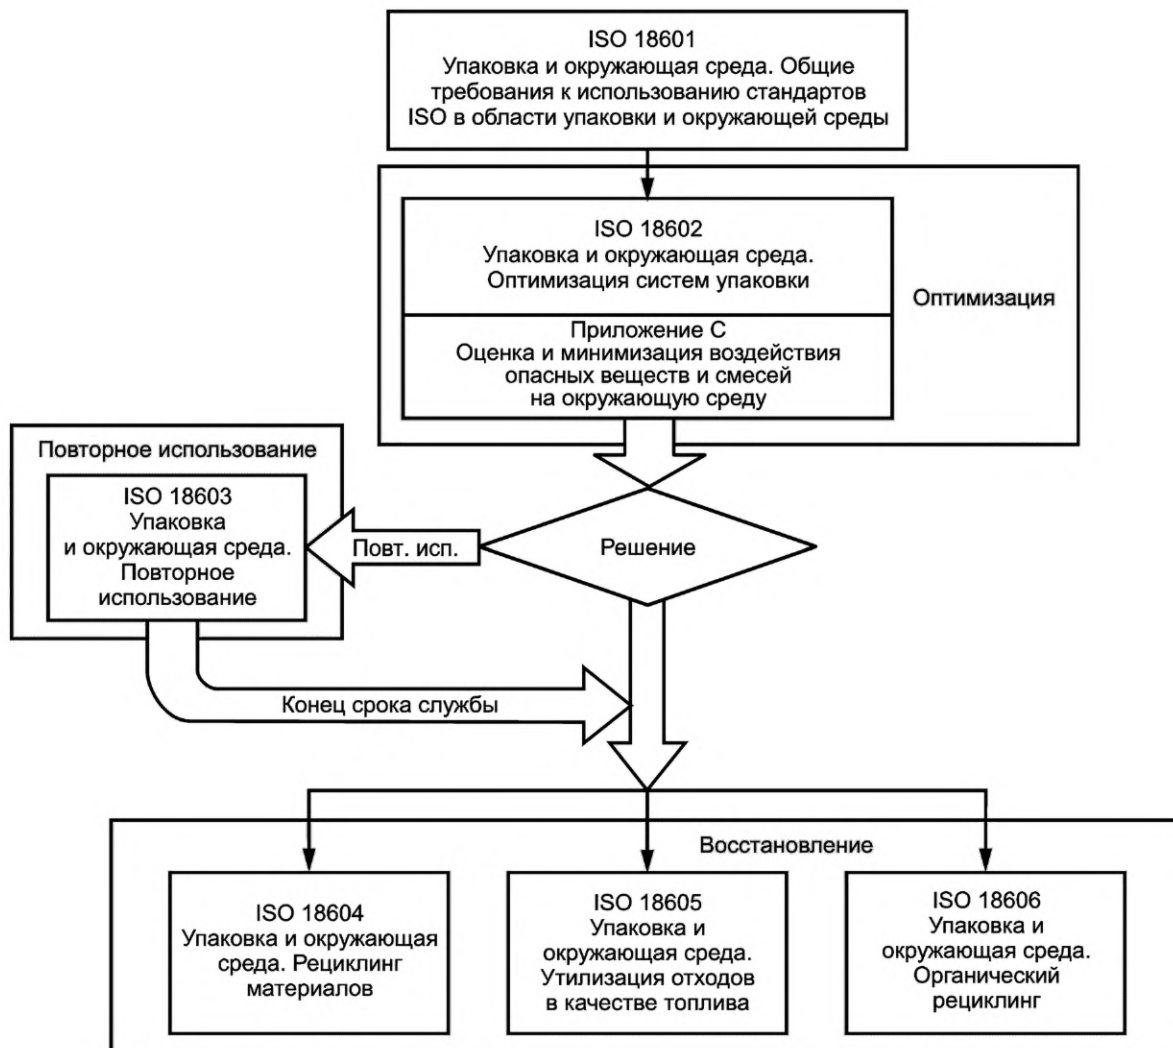 ISO 18601
Упаковка и окружающая среда. Общие
требования к использованию стандартов
ISO в области упаковки и окружающей среды
ISO 18602
Упаковка и окружающая среда.
Оптимизация систем упаковки
Оптимизация
Приложение С
Оценка и минимизация воздействия
опасных веществ и смесей
на окружающую среду
Повторное использование
ISO 18603
Упаковка
и окружающая среда.
Повторное
использование
Повт. исп.
Решение
Конец срока службы
Восстановление
ISO 18604
Упаковка и окружающая
среда. Рециклинг
материалов
ISO 18605
Упаковка и
окружающая среда.
Утилизация отходов
в качестве топлива
ISO 18606
Упаковка и
окружающая среда.
Органический
рециклинг